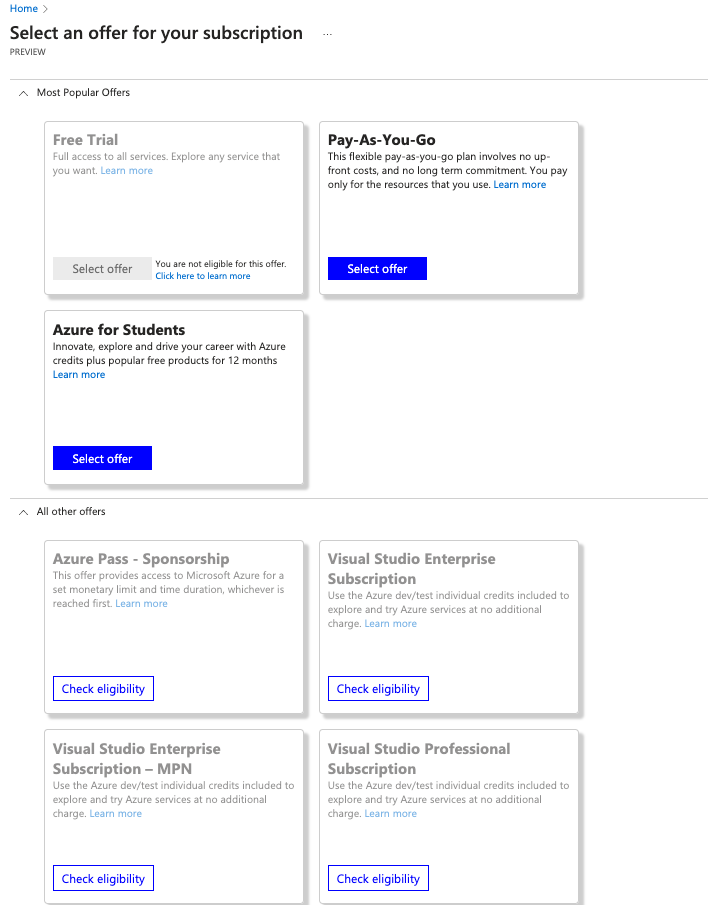 Home
Select an offer for your subscription ...
PREVIEW
Most Popular Offers
Free Trial
Full access to all services. Explore any service that
you want. Learn more
Select offer
You are not eligible for this offer.
Click here to learn more
Pay-As-You-Go
This flexible pay-as-you-go plan involves no up-
front costs, and no long term commitment. You pay
only for the resources that you use. Learn more
Select offer
Azure for Students
Innovate, explore and drive your career with Azure
credits plus popular free products for 12 months
Learn more
Select offer
All other offers
Azure Pass - Sponsorship
This offer provides access to Microsoft Azure for a
set monetary limit and time duration, whichever is
reached first. Learn more
Check eligibility
Visual Studio Enterprise
Subscription
Use the Azure dev/test individual credits included to
explore and try Azure services at no additional
charge. Learn more
Check eligibility
Visual Studio Enterprise
Subscription – MPN
Use the Azure dev/test individual credits included to
explore and try Azure services at no additional
charge. Learn more
Check eligibility
Visual Studio Professional
Subscription
Use the Azure dev/test individual credits included to
explore and try Azure services at no additional
charge. Learn more
Check eligibility